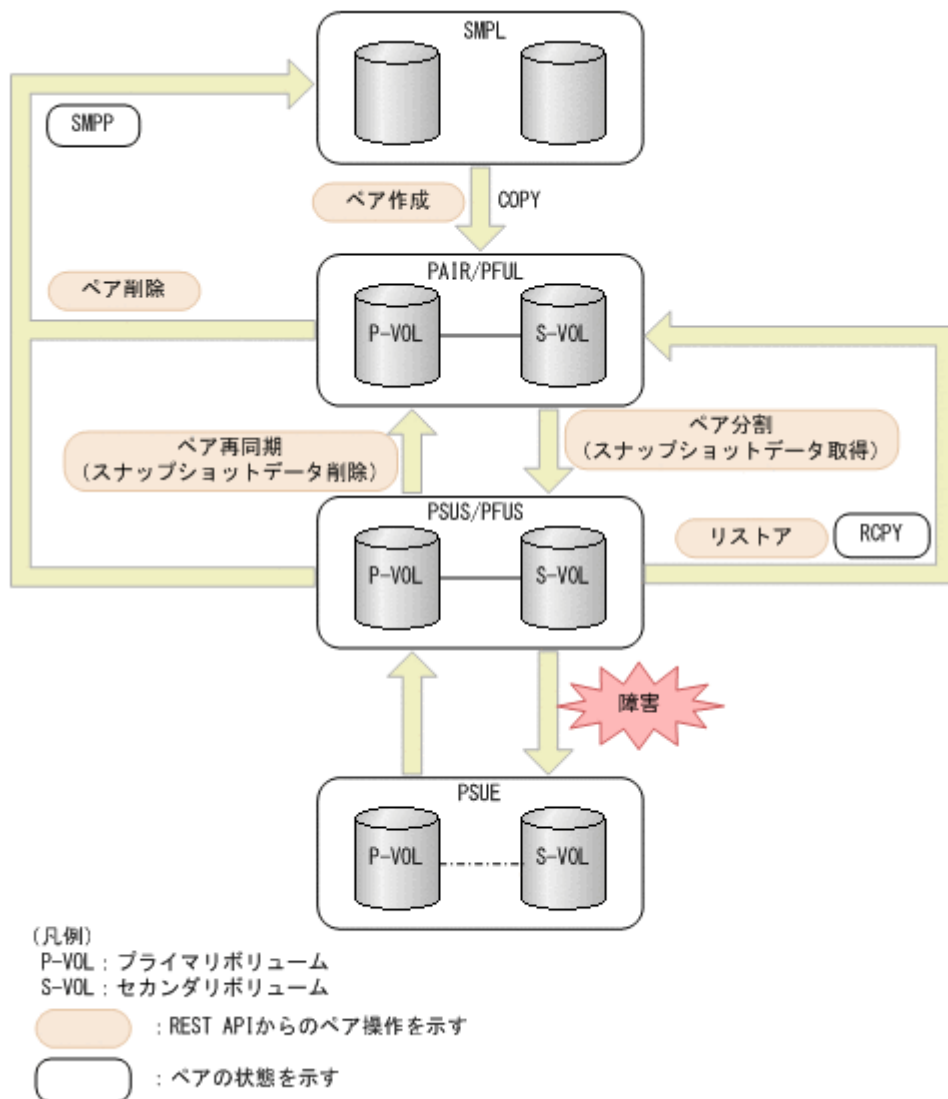 SMPL
SMPP
ペア作成
COPY
PAIR/PFUL
ペア削除
P-VOL
S-VOL
ペア再同期
(スナップショットデータ削除)
ペア分割
(スナップショットデータ取得)
PSUS/PFUS
P-VOL
S-VOL
リストア
RCPY
障害
PSUE
P-VOL
S-VOL
(凡例)
P-VOL：プライマリボリューム
S-VOL：セカンダリボリューム
：REST APIからのペア操作を示す
：ペアの状態を示す